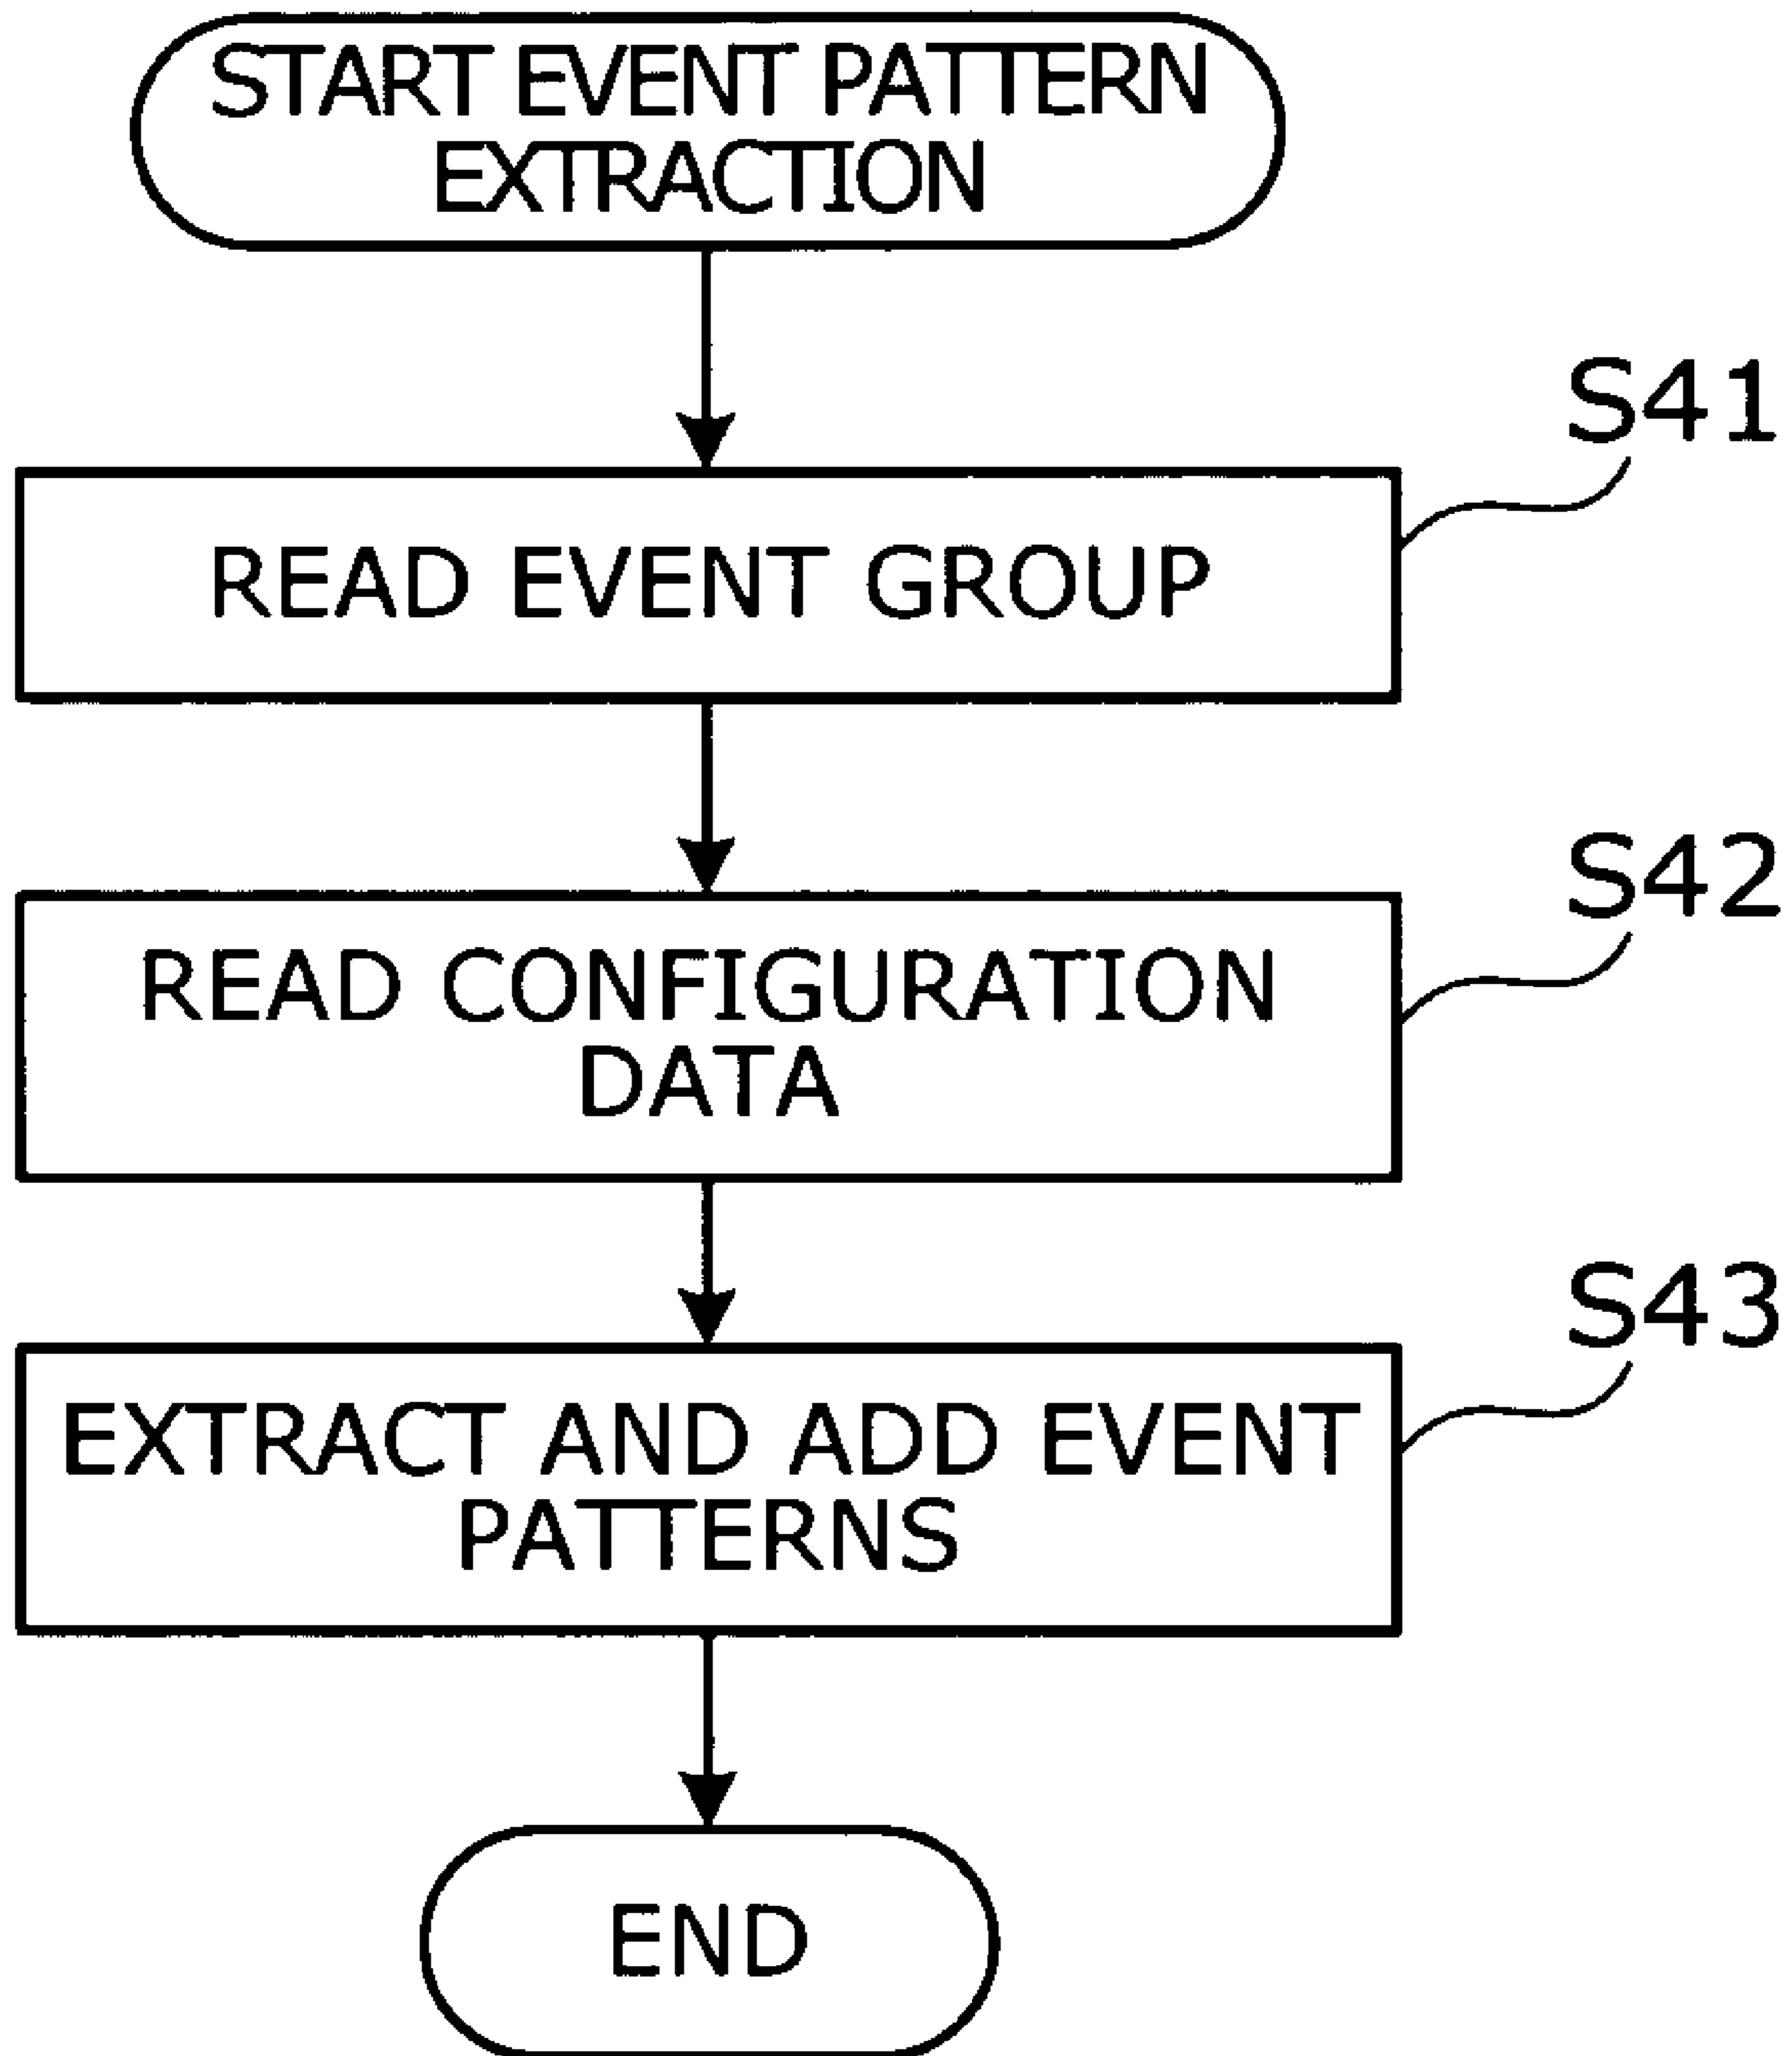 START EVENT PATTERN
EXTRACTION
S41
READ EVENT GROUP
S42
READ CONFIGURATION
DATA
S43
EXTRACT AND ADD EVENT
PATTERNS
END